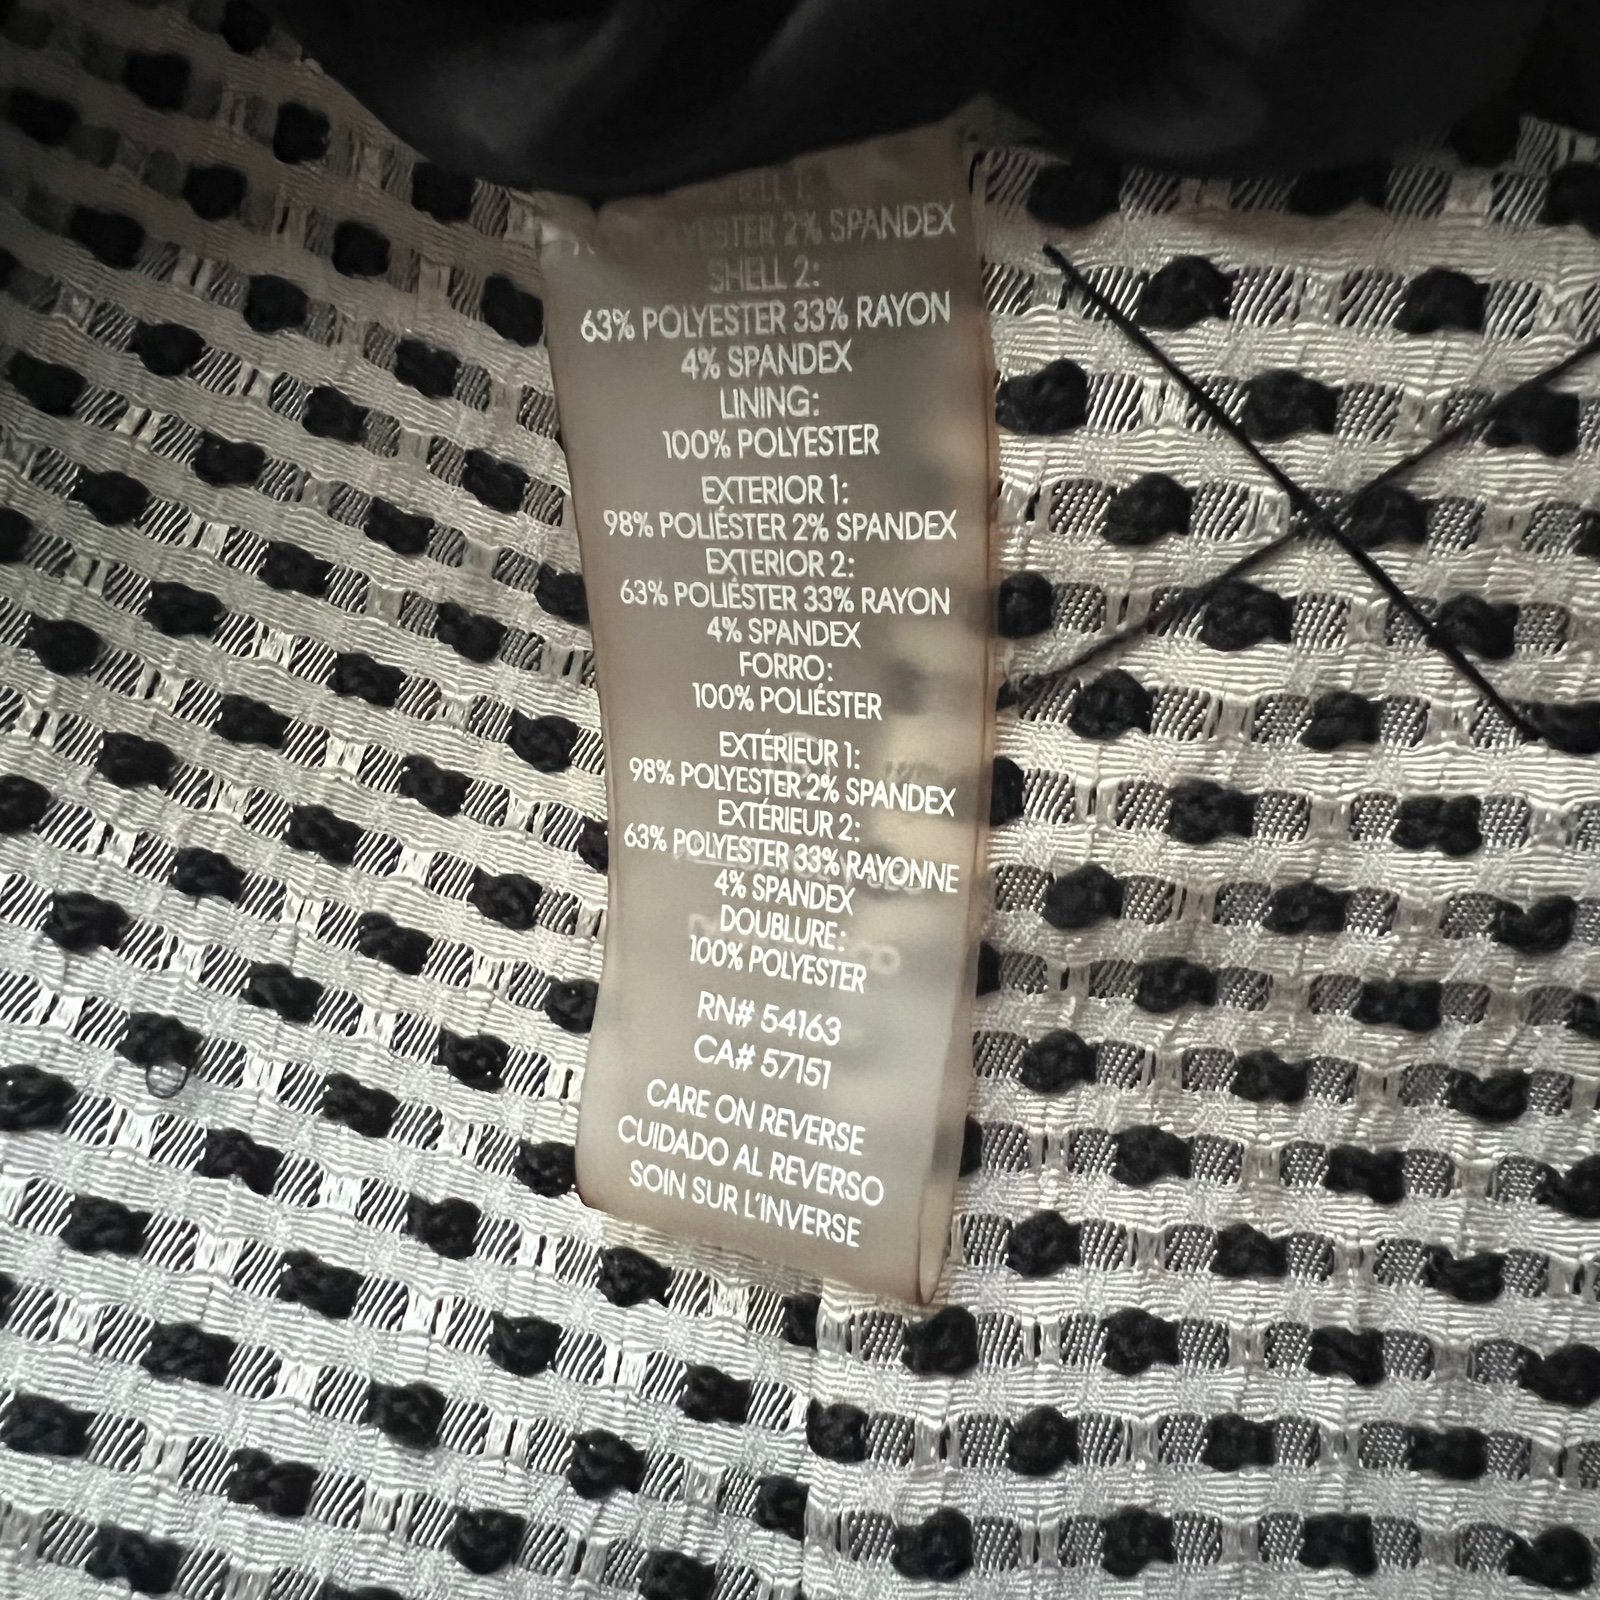 SHELL 1:
POLYESTER 2% SPANDEX
SHELL 2:
63% POLYESTER 33% RAYON
4% SPANDEX
LINING:
100% POLYESTER
EXTERIOR 1:
98% POLIÉSTER 2% SPANDEX
EXTERIOR 2:
63% POLIÉSTER 33% RAYON
4% SPANDEX
FORRO:
100% POLIÉSTER
EXTÉRIEUR 1:
98% POLYESTER 2% SPANDEX
EXTÉRIEUR 2:
63% POLYESTER 33% RAYONNE
4% SPANDEX
DOUBLURE:
100% POLYESTER
RN# 54163
CA# 57151
CARE ON REVERSE
CUIDADO AL REVERSO
SOIN SUR L'INVERSE